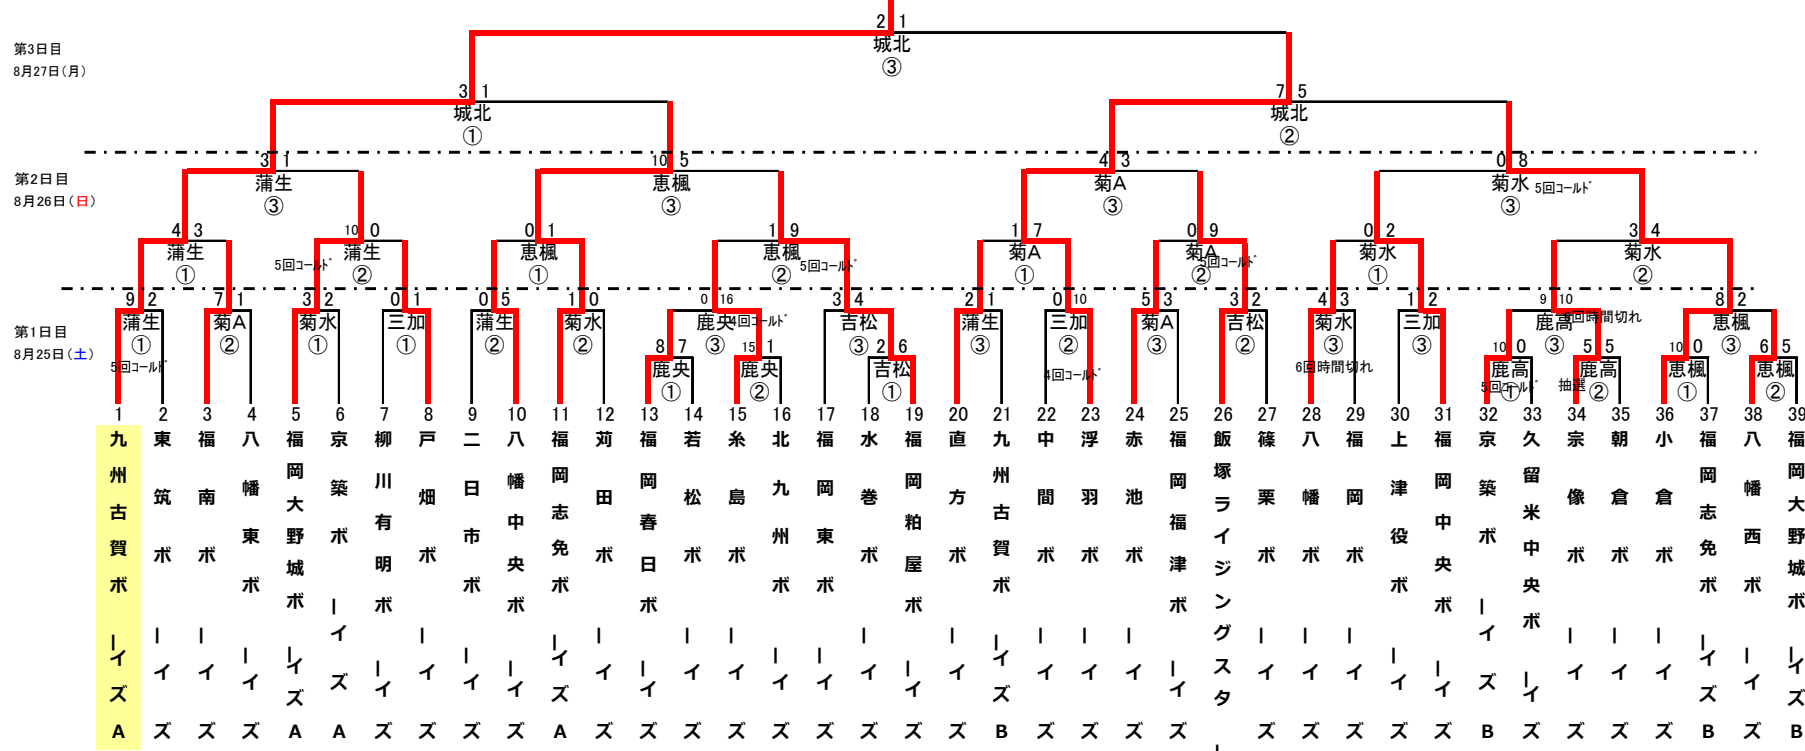 2 1
城北
③
第3日目
8月27日(月)
3 1
城北
①
7 5
城北
②
第2日目
8月26日(日)
3 1
蒲生
③
10 5
恵楓
③
4 3
菊A
③
0 8
菊水
③
5回コールド
4 3
蒲生
①
10 0
蒲生
②
5回コールド
0 1
恵楓
①
1 9
恵楓
②
5回コールド
1 7
菊A
①
0 9
菊A
②
5回コールド
0 2
菊水
①
3 4
菊水
②
第1日目
8月25日(土)
9 2
蒲生
①
5回コールド
7 1
菊A
②
3 2
菊水
①
0 1
三加
①
0 5
蒲生
②
1 0
菊水
②
0 16
鹿央
③
4回コールド
3 4
吉松
③
2 1
蒲生
③
0 10
三加
②
4回コールド
5 3
菊A
③
3 2
吉松
②
4 3
菊水
③
6回時間切れ
1 2
三加
③
9 10
鹿高
③
6回時間切れ
8 2
恵楓
③
8 7
鹿央
①
15 1
鹿央
②
2 6
吉松
①
10 0
鹿高
①
5回コールド
5 5
鹿高
②
抽選
10 0
恵楓
①
6 5
恵楓
②
1 九州古賀ボーイズA
2 東筑ボーイズ
3 福南ボーイズ
4 八幡東ボーイズ
5 福岡大野城ボーイズA
6 京築ボーイズA
7 柳川有明ボーイズ
8 戸畑ボーイズ
9 二日市ボーイズ
10 八幡中央ボーイズ
11 福岡志免ボーイズA
12 苅田ボーイズ
13 福岡春日ボーイズ
14 若松ボーイズ
15 糸島ボーイズ
16 北九州ボーイズ
17 福岡東ボーイズ
18 水巻ボーイズ
19 福岡粕屋ボーイズ
20 直方ボーイズ
21 九州古賀ボーイズB
22 中間ボーイズ
23 浮羽ボーイズ
24 赤池ボーイズ
25 福岡福津ボーイズ
26 飯塚ライジングスター
27 篠栗ボーイズ
28 八幡ボーイズ
29 福岡ボーイズ
30 上津役ボーイズ
31 福岡中央ボーイズ
32 京築ボーイズB
33 久留米中央ボーイズ
34 宗像ボーイズ
35 朝倉ボーイズ
36 小倉ボーイズ
37 福岡志免ボーイズB
38 八幡西ボーイズ
39 福岡大野城ボーイズB